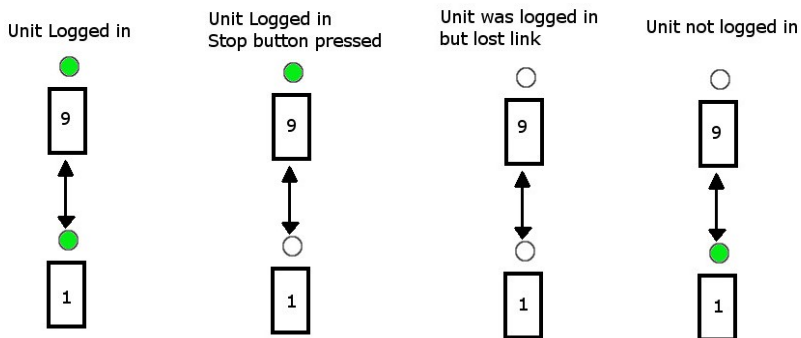 Unit Logged in
9
1
Unit Logged in
Stop button pressed
9
1
Unit was logged in
but lost link
9
1
Unit not logged in
9
1